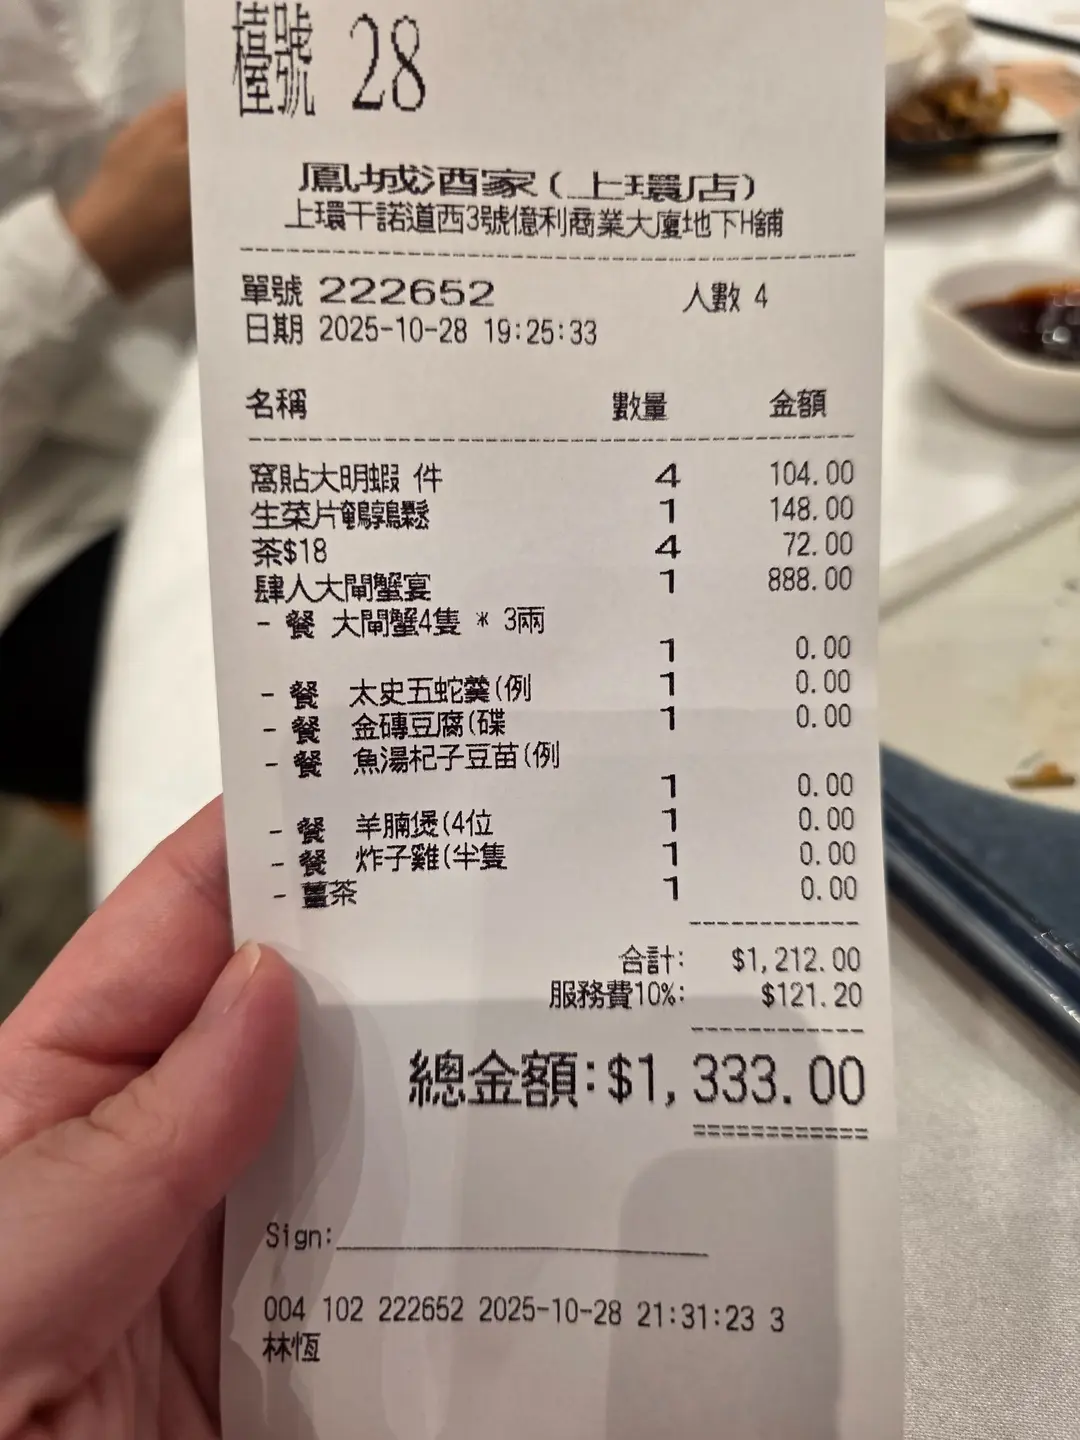 檯號 28
鳳城酒家(上環店)
上環干諾道西3號億利商業大廈地下H舖
單號 222652 人數 4
日期 2025-10-28 19:25:33
名稱 數量 金額
窩貼大明蝦 件 4 104.00
生菜片鵪鶉鬆 1 148.00
茶$18 4 72.00
肆人大閘蟹宴 1 888.00
- 餐 大閘蟹4隻 * 3兩
1 0.00
- 餐 太史五蛇羹(例 1 0.00
- 餐 金磚豆腐(碟 1 0.00
- 餐 魚湯杞子豆苗(例
1 0.00
- 餐 羊腩煲(4位 1 0.00
- 餐 炸子雞(半隻 1 0.00
- 薑茶 1 0.00
合計: $1,212.00
服務費10%: $121.20
總金額:$1,333.00
Sign:
004 102 222652 2025-10-28 21:31:23 3
林恆